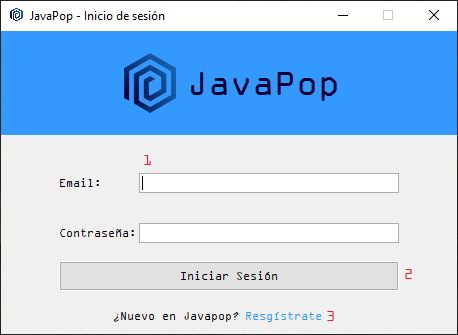 JavaPop - Inicio de sesión
JavaPop
1
Email:
Contraseña:
Iniciar Sesión 2
¿Nuevo en Javapop? Resgístrate 3